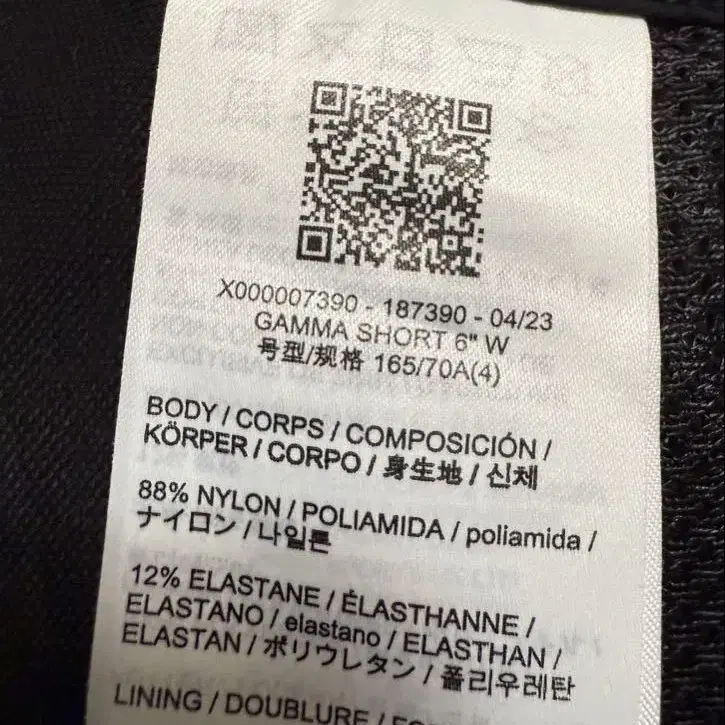 X000007390 - 187390 - 04/23
GAMMA SHORT 6" W
号型/规格 165/70A(4)
BODY / CORPS / COMPOSICIÓN /
KÖRPER / CORPO / 身生地 / 신체
88% NYLON / POLIAMIDA / poliamida /
ナイロン / 나일론
12% ELASTANE / ÉLASTHANNE /
ELASTANO / elastano / ELASTHAN /
ELASTAN / ポリウレタン / 폴리우레탄
LINING / DOUBLURE /